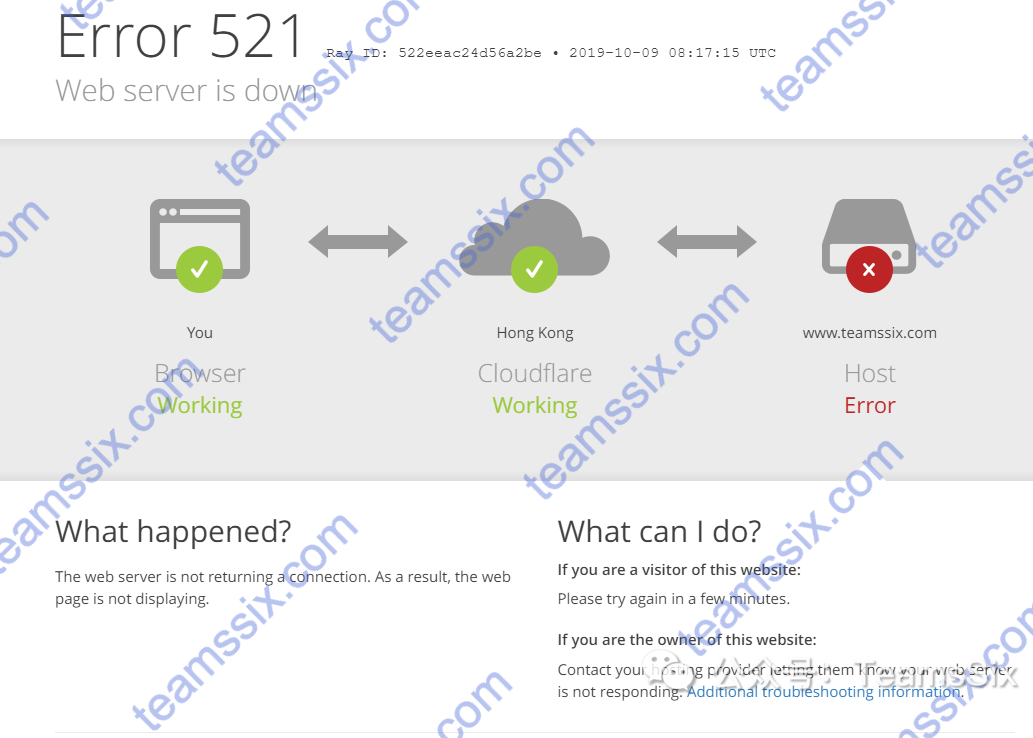 Error 521 Ray ID: 522eeac24d56a2be • 2019-10-09 08:17:15 UTC
Web server is down
You
Hong Kong
www.teamssix.com
Browser
Cloudflare
Host
Working
Working
Error
What happened?
The web server is not returning a connection. As a result, the web
page is not displaying.
What can I do?
If you are a visitor of this website:
Please try again in a few minutes.
If you are the owner of this website:
Contact your hosting provider letting them know your web server
is not responding. Additional troubleshooting information.
公众号：TeamsSix
teamssix.com
teamssix.com
teamssix.com
teamssix.com
teamssix.com
teamssix.com
teamssix.com
teamssix.com